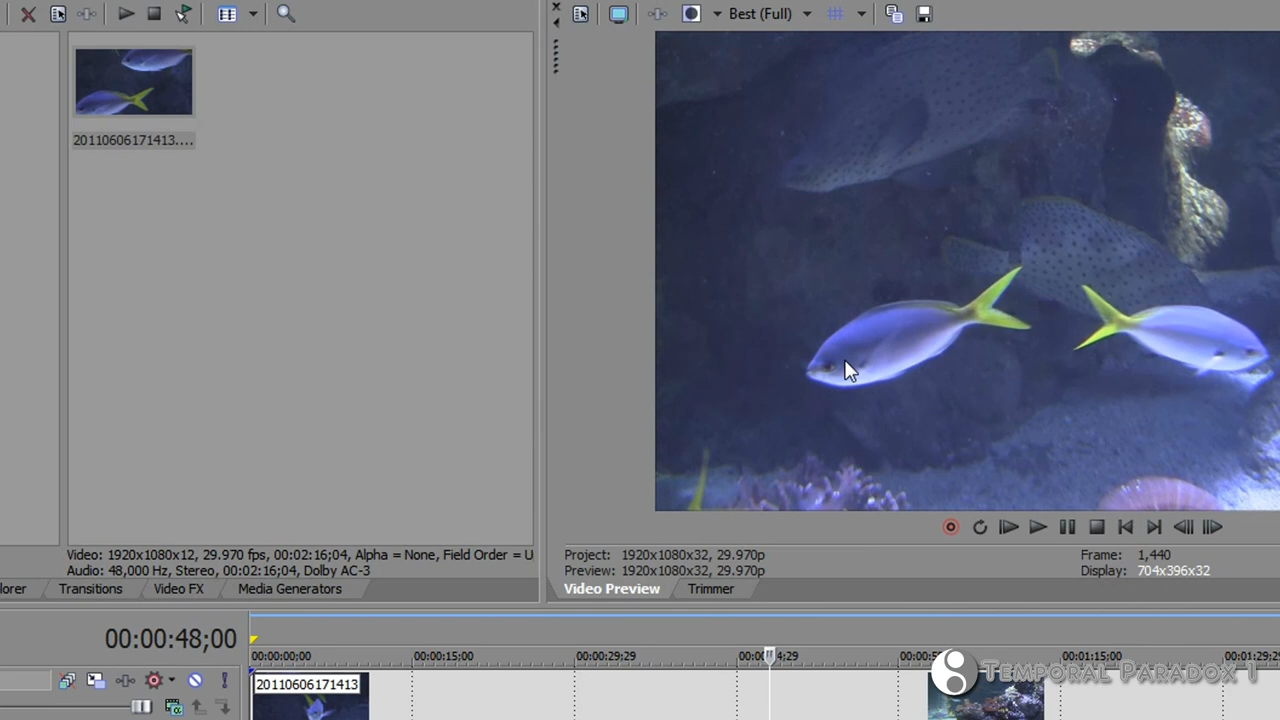 Best (Full)
20110606171413....
Video: 1920x1080x12, 29.970 fps, 00:02:16;04, Alpha = None, Field Order = U
Audio: 48,000 Hz, Stereo, 00:02:16;04, Dolby AC-3
Project: 1920x1080x32, 29.970p
Preview: 1920x1080x32, 29.970p
Frame: 1,440
Display: 704x396x32
lorer
Transitions
Video FX
Media Generators
Video Preview
Trimmer
00:00:48;00
00:00:00;00
00:00:15;00
00:00:29;29
4;29
00:01:15;00
00:01:29;29
20110606171413
Temporal Paradox 1